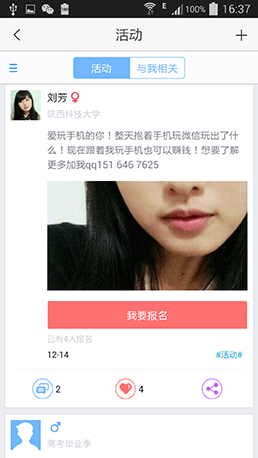 100% 16:37
活动
活动 与我相关
刘芳
陕西科技大学
爱玩手机的你！整天抱着手机玩微信玩出了什
么！现在跟着我玩手机也可以赚钱！想要了解
更多加我qq151 646 7625
我要报名
已有4人报名
12-14 #活动#
2 4
高考毕业季